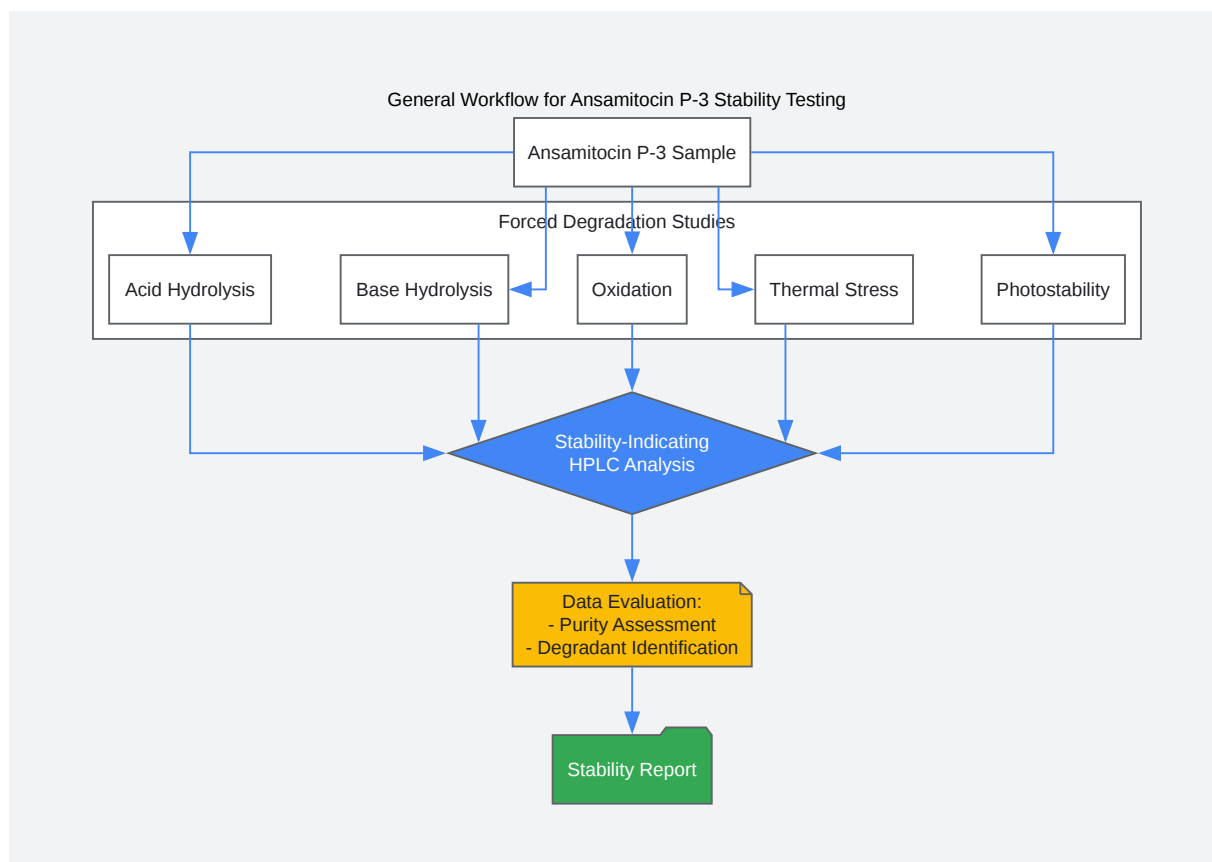 General Workflow for Ansamitocin P-3 Stability Testing
Ansamitocin P-3 Sample
Forced Degradation Studies
Acid Hydrolysis
Base Hydrolysis
Oxidation
Thermal Stress
Photostability
Stability-Indicating
HPLC Analysis
Data Evaluation:
- Purity Assessment
- Degradant Identification
Stability Report